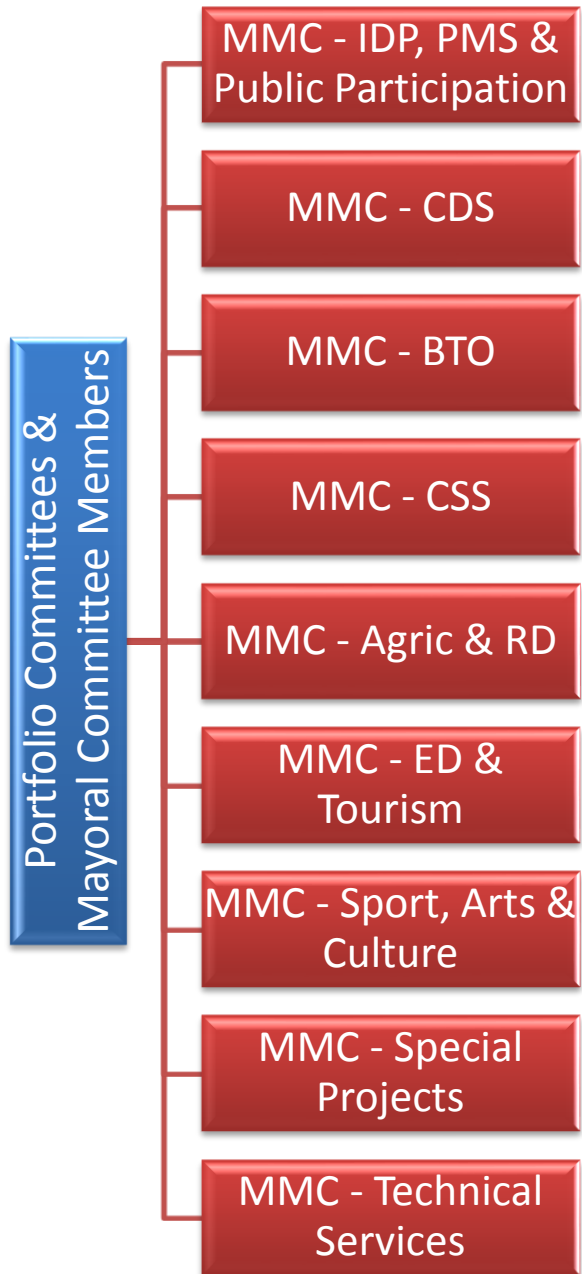 Portfolio Committees &
Mayoral Committee Members
MMC - IDP, PMS &
Public Participation
MMC - CDS
MMC - BTO
MMC - CSS
MMC - Agric & RD
MMC - ED &
Tourism
MMC - Sport, Arts &
Culture
MMC - Special
Projects
MMC - Technical
Services